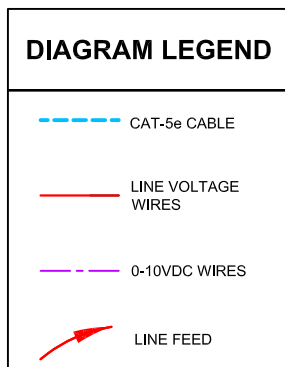 DIAGRAM LEGEND
CAT-5e CABLE
LINE VOLTAGE
WIRES
0-10VDC WIRES
LINE FEED